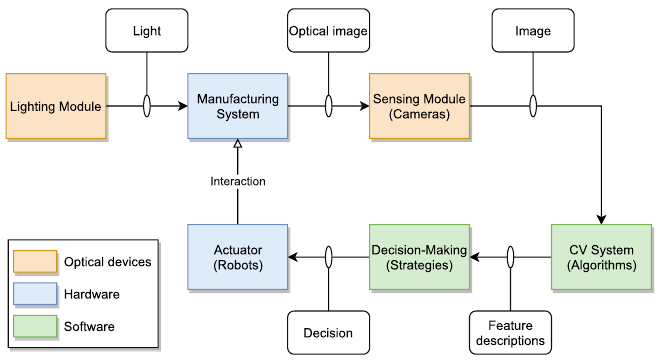 Light
Optical image
Image
Lighting Module
Manufacturing
System
Sensing Module
(Cameras)
Interaction
Actuator
(Robots)
Decision-Making
(Strategies)
CV System
(Algorithms)
Optical devices
Hardware
Software
Decision
Feature
descriptions